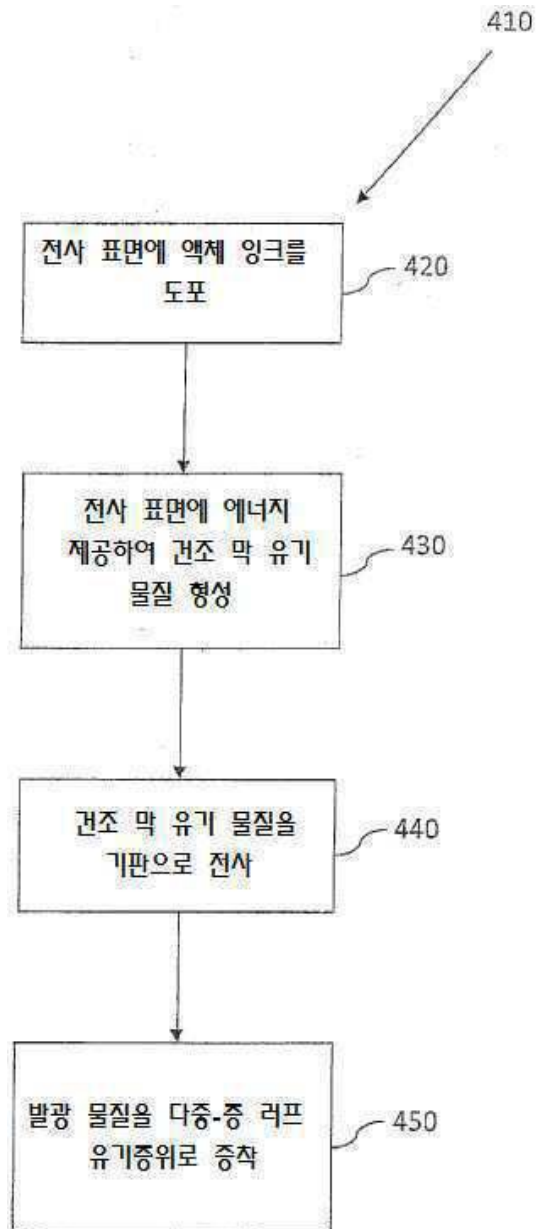 410
전사 표면에 액체 잉크를
도포
420
전사 표면에 에너지
제공하여 건조 막 유기
물질 형성
430
건조 막 유기 물질을
기판으로 전사
440
발광 물질을 다중-증 러프
유기증위로 증착
450